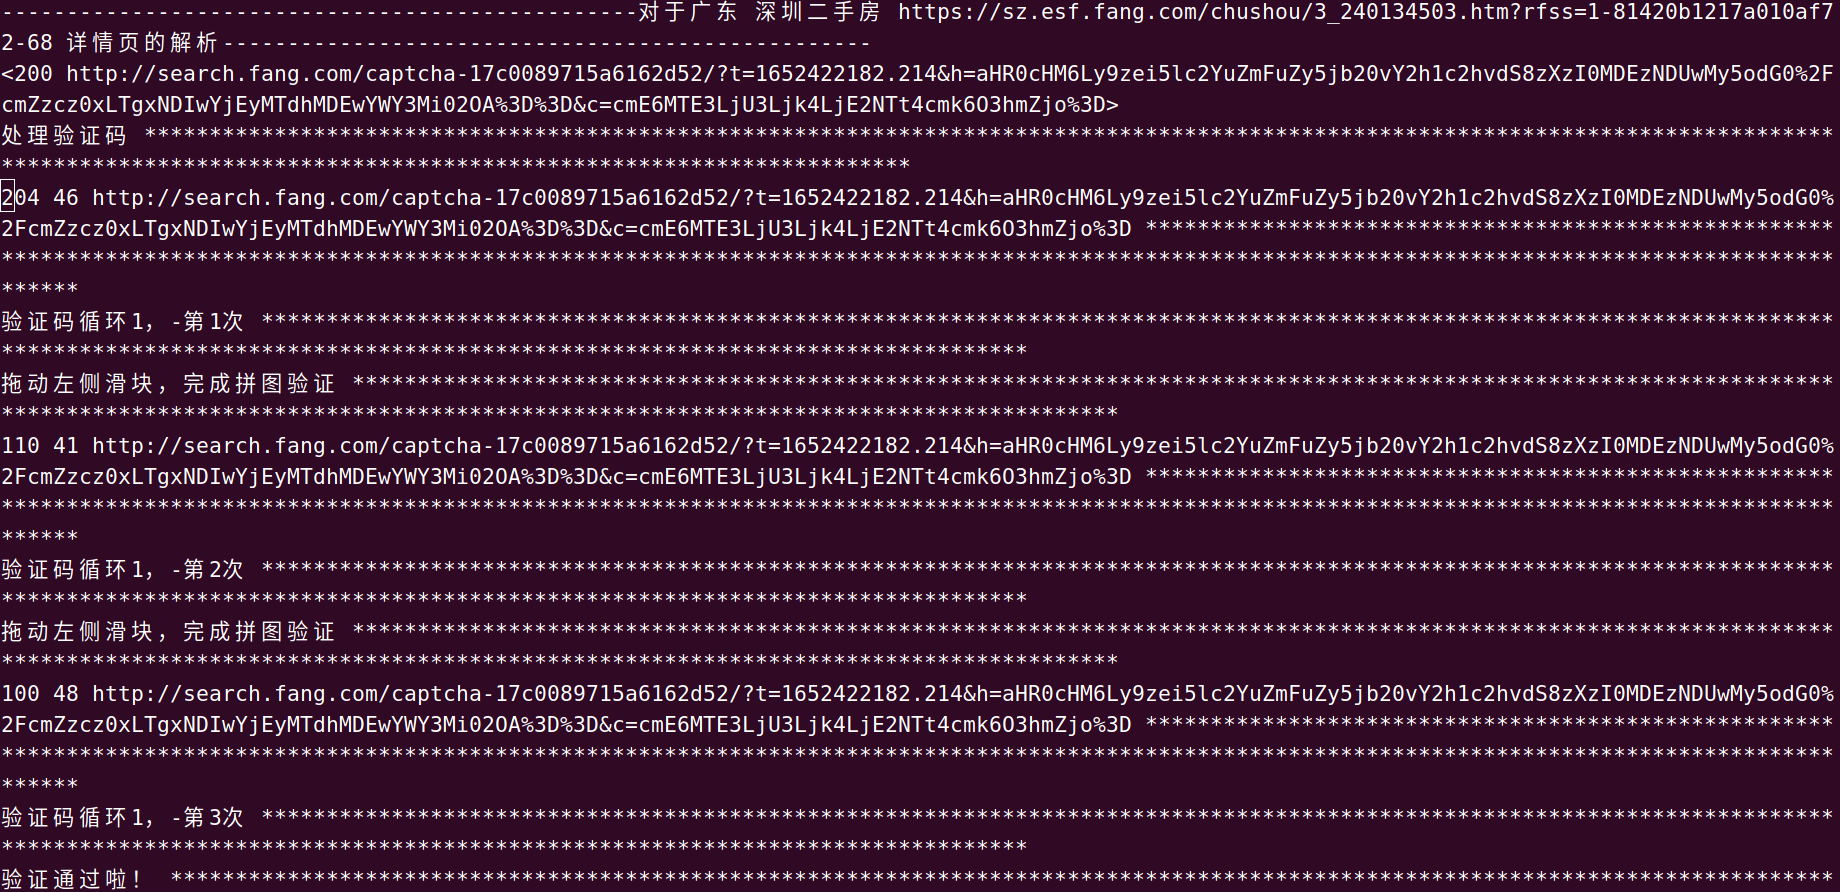 -------------------------------------------------对于广东 深圳二手房 https://sz.esf.fang.com/chushou/3_240134503.htm?rfss=1-81420b1217a010af7
2-68 详情页的解析--------------------------------------------------
<200 http://search.fang.com/captcha-17c0089715a6162d52/?t=1652422182.214&h=aHR0cHM6Ly9zei5lc2YuZmFuZy5jb20vY2h1c2hvdS8zXzI0MDEzNDUwMy5odG0%2F
cmZzcz0xLTgxNDIwYjEyMTdhMDEwYWY3Mi02OA%3D%3D&c=cmE6MTE3LjU3Ljk4LjE2NTt4cmk6O3hmZjo%3D>
处理验证码 **********************************************************************************************************************************
**********************************************************************
204 46 http://search.fang.com/captcha-17c0089715a6162d52/?t=1652422182.214&h=aHR0cHM6Ly9zei5lc2YuZmFuZy5jb20vY2h1c2hvdS8zXzI0MDEzNDUwMy5odG0%
2FcmZzcz0xLTgxNDIwYjEyMTdhMDEwYWY3Mi02OA%3D%3D&c=cmE6MTE3LjU3Ljk4LjE2NTt4cmk6O3hmZjo%3D *****************************************************
*********************************************************************************************************************************************
******
验证码循环1，-第1次 *************************************************************************************************************************
*******************************************************************************
拖动左侧滑块，完成拼图验证 ******************************************************************************************************************
**************************************************************************************
110 41 http://search.fang.com/captcha-17c0089715a6162d52/?t=1652422182.214&h=aHR0cHM6Ly9zei5lc2YuZmFuZy5jb20vY2h1c2hvdS8zXzI0MDEzNDUwMy5odG0%
2FcmZzcz0xLTgxNDIwYjEyMTdhMDEwYWY3Mi02OA%3D%3D&c=cmE6MTE3LjU3Ljk4LjE2NTt4cmk6O3hmZjo%3D *****************************************************
*********************************************************************************************************************************************
******
验证码循环1，-第2次 *************************************************************************************************************************
*******************************************************************************
拖动左侧滑块，完成拼图验证 ******************************************************************************************************************
**************************************************************************************
100 48 http://search.fang.com/captcha-17c0089715a6162d52/?t=1652422182.214&h=aHR0cHM6Ly9zei5lc2YuZmFuZy5jb20vY2h1c2hvdS8zXzI0MDEzNDUwMy5odG0%
2FcmZzcz0xLTgxNDIwYjEyMTdhMDEwYWY3Mi02OA%3D%3D&c=cmE6MTE3LjU3Ljk4LjE2NTt4cmk6O3hmZjo%3D *****************************************************
*********************************************************************************************************************************************
******
验证码循环1，-第3次 *************************************************************************************************************************
*******************************************************************************
验证通过啦！ ********************************************************************************************************************************